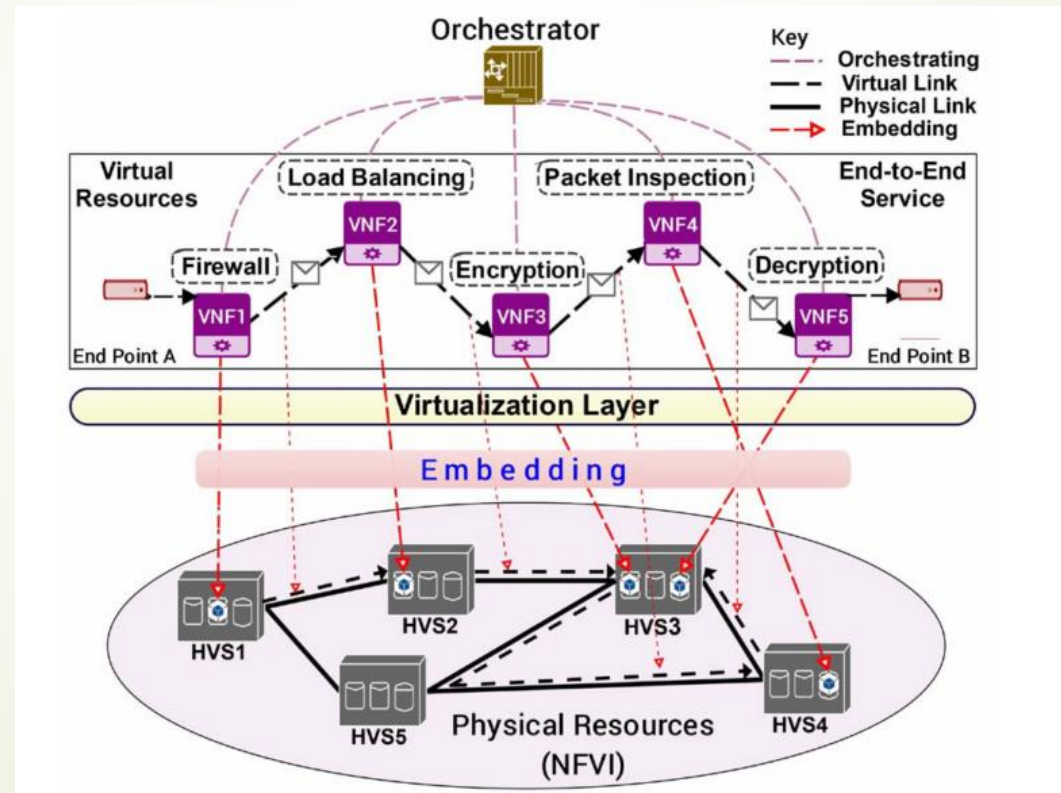 Orchestrator
Key
Orchestrating
Virtual Link
Physical Link
Embedding
Virtual
Resources
Load Balancing
Packet Inspection
End-to-End
Service
VNF2
VNF4
Firewall
Encryption
Decryption
VNF1
VNF3
VNF5
End Point A
End Point B
Virtualization Layer
Embedding
HVS1
HVS2
HVS3
HVS4
HVS5
Physical Resources
(NFVI)